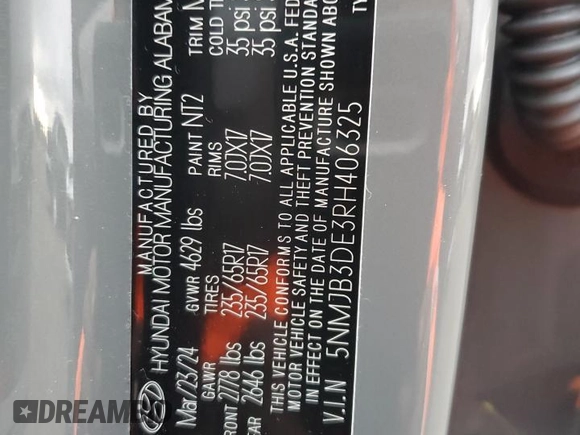 MANUFACTURED BY
HYUNDAI MOTOR MANUFACTURING ALABAM
Mar/23/24 GVWR 4629 lbs PAINT NT2 TRIM
GAWR TIRES RIMS COLD
FRONT 2778 lbs 235/65R17 7.0JX17 35 psi
2646 lbs 235/65R17 7.0JX17 35 psi
THIS VEHICLE CONFORMS TO ALL APPLICABLE U.S.A. FED
MOTOR VEHICLE SAFETY AND THEFT PREVENTION STANDA
IN EFFECT ON THE DATE OF MANUFACTURE SHOWN ABOV
V.I.N 5NMJB3DE3RH406325
DREAM